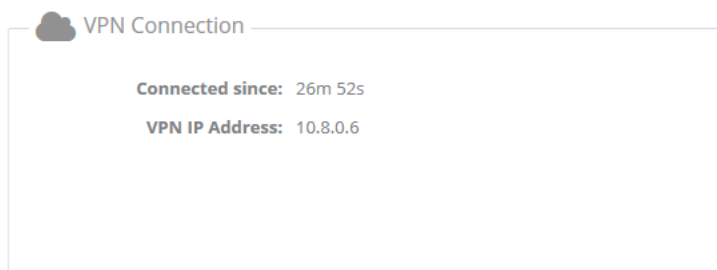 VPN Connection
Connected since: 26m 52s
VPN IP Address: 10.8.0.6